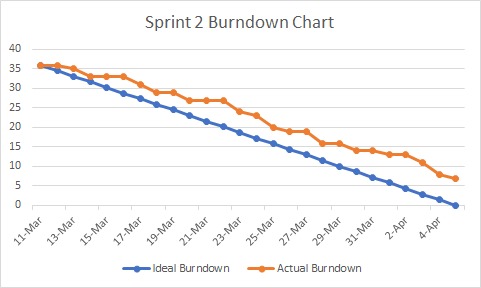 Sprint 2 Burndown Chart
40
35
30
25
20
15
10
5
0
11-Mar
13-Mar
15-Mar
17-Mar
19-Mar
21-Mar
23-Mar
25-Mar
27-Mar
29-Mar
31-Mar
2-Apr
4-Apr
Ideal Burndown
Actual Burndown